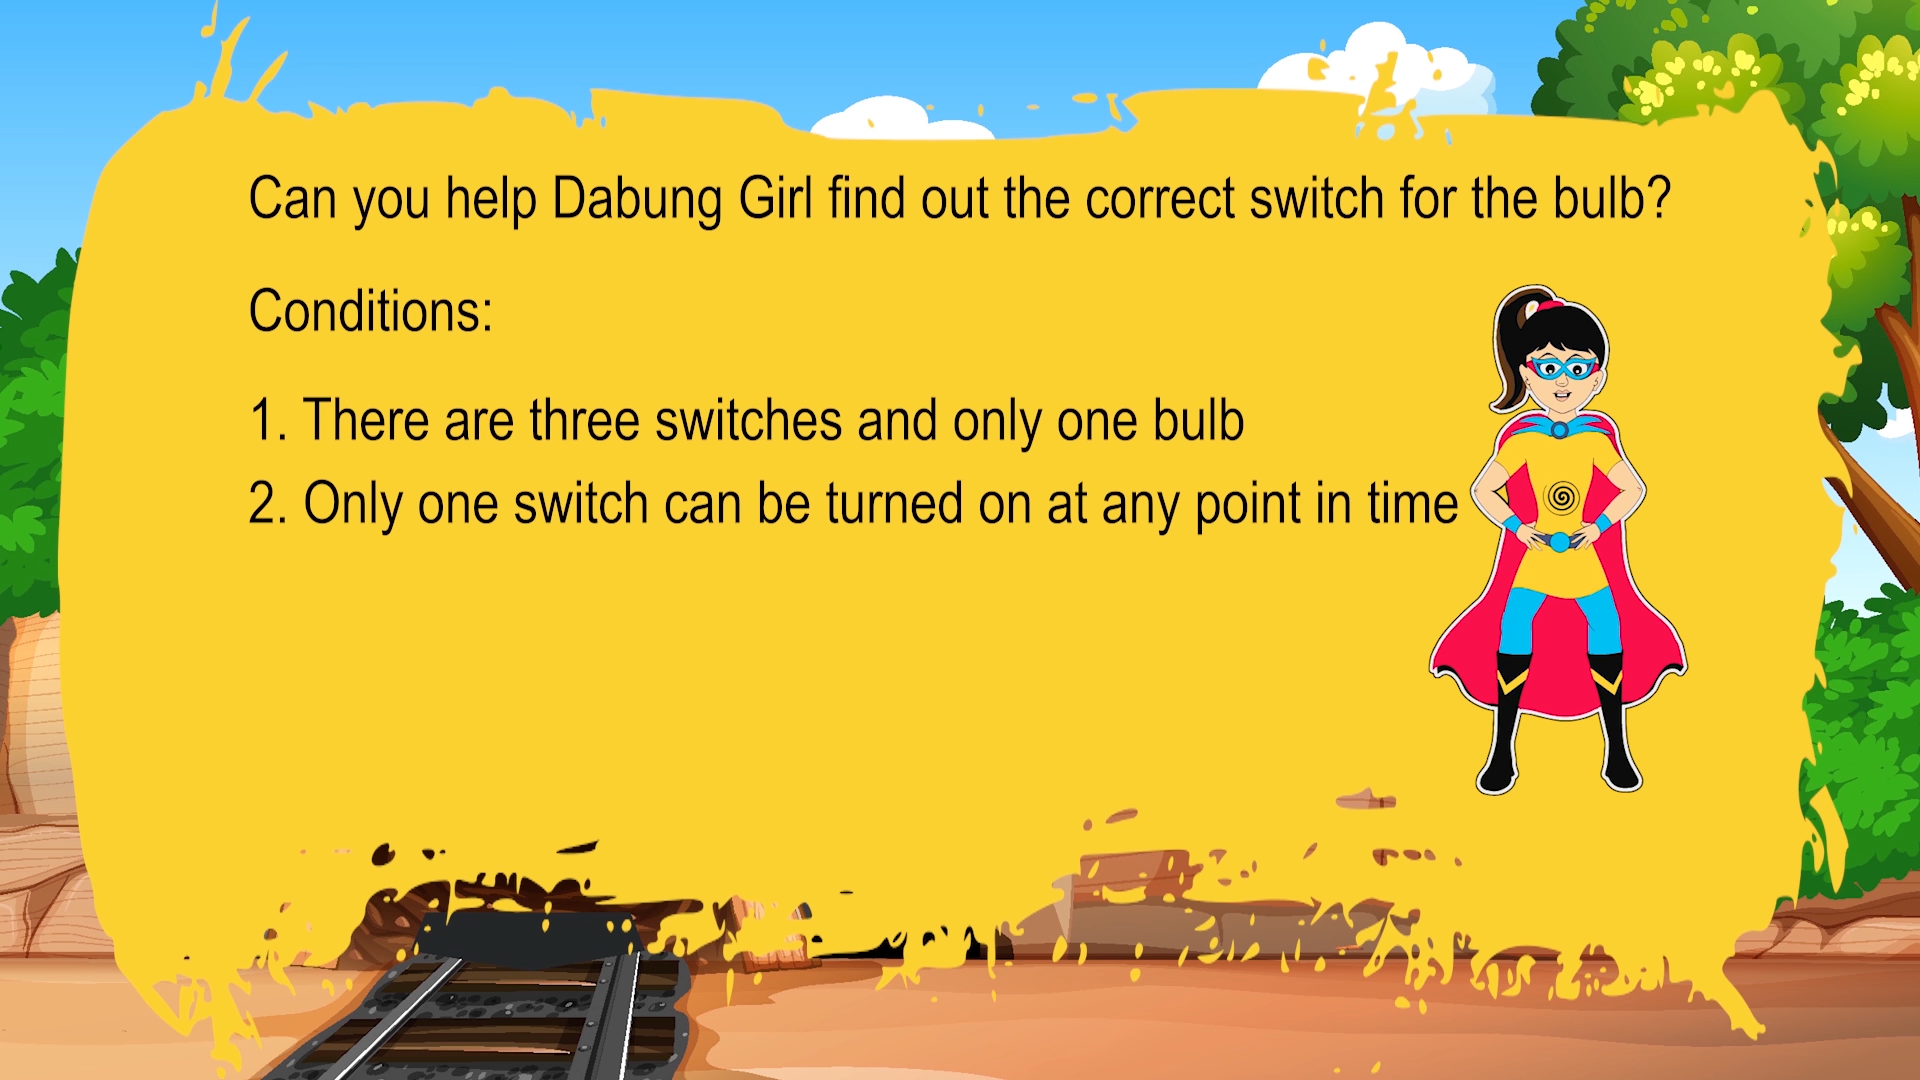 Can you help Dabung Girl find out the correct switch for the bulb?
Conditions:
1. There are three switches and only one bulb
2. Only one switch can be turned on at any point in time